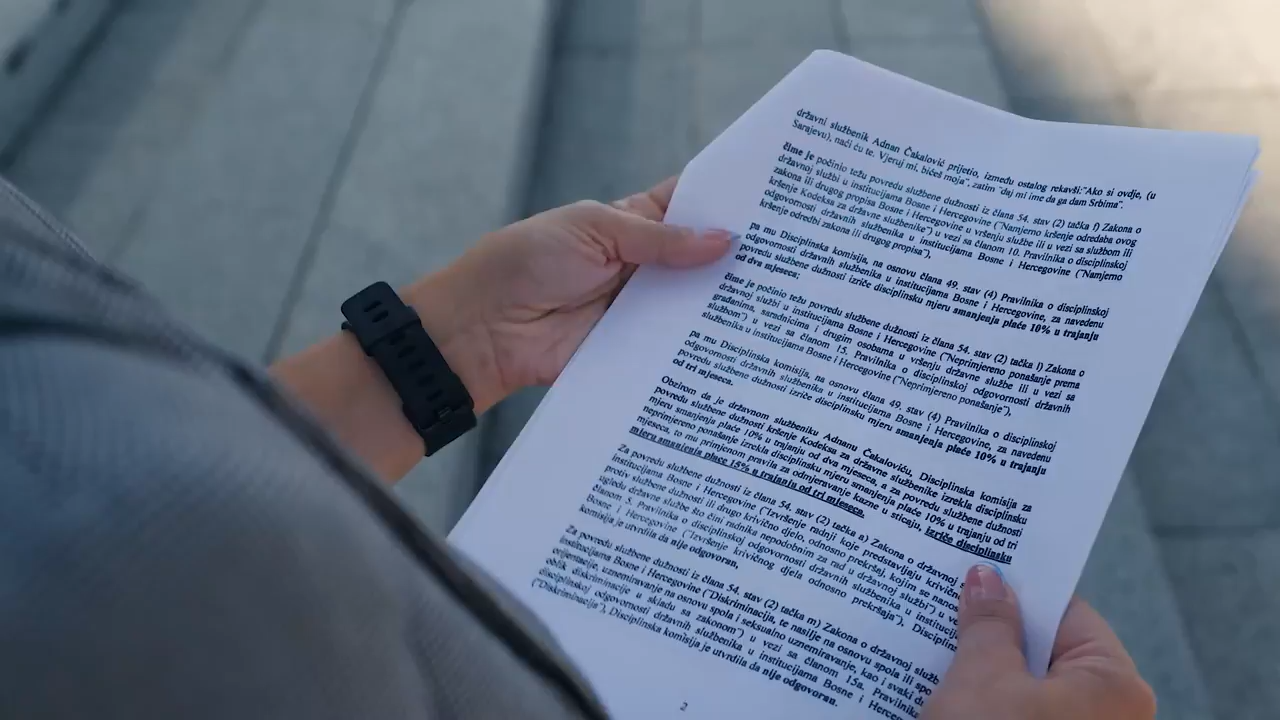 državni službenik Adnan Čakalović prijetio, između ostalog rekavši:"Ako si ovdje, (u
Sarajevu), naći ću te. Vjeruj mi, bićeš moja", zatim "daj mi ime da ga dam Srbima".
čime je počinio težu povredu službene dužnosti iz člana 54. stav (2) tačka f) Zakona o
državnoj službi u institucijama Bosne i Hercegovine ("Namjerno kršenje odredaba ovog
zakona ili drugog propisa Bosne i Hercegovine u vršenju službe ili u vezi sa službom ili
kršenje Kodeksa za državne službenike") u vezi sa članom 10. Pravilnika o disciplinskoj
odgovornosti državnih službenika u institucijama Bosne i Hercegovine ("Namjerno
kršenje odredbi zakona ili drugog propisa"),
pa mu Disciplinska komisija, na osnovu člana 49. stav (4) Pravilnika o disciplinskoj
odgovornosti državnih službenika u institucijama Bosne i Hercegovine, za navedenu
povredu službene dužnosti izriče disciplinsku mjeru smanjenja plaće 10% u trajanju
od dva mjeseca;
čime je počinio težu povredu službene dužnosti iz člana 54. stav (2) tačka l) Zakona o
državnoj službi u institucijama Bosne i Hercegovine ("Neprimjereno ponašanje prema
građanima, saradnicima i drugim osobama u vršenju državne službe ili u vezi sa
službom") u vezi sa članom 15. Pravilnika o disciplinskoj odgovornosti državnih
službenika u institucijama Bosne i Hercegovine ("Neprimjereno ponašanje"),
pa mu Disciplinska komisija, na osnovu člana 49. stav (4) Pravilnika o disciplinskoj
odgovornosti državnih službenika u institucijama Bosne i Hercegovine, za navedenu
povredu službene dužnosti izriče disciplinsku mjeru smanjenja plaće 10% u trajanju
od tri mjeseca.
Obzirom da je državnom službeniku Adnanu Čakaloviću, Disciplinska komisija za
povredu službene dužnosti kršenje Kodeksa za državne službenike izrekla disciplinsku
mjeru smanjenja plaće 10% u trajanju od dva mjeseca, a za povredu službene dužnosti
neprimjereno ponašanje izrekla disciplinsku mjeru smanjenja plaće 10% u trajanju od tri
mjeseca, to mu primjenom pravila za odmjeravanje kazne u sticaju, izriče disciplinsku
mjeru smanjenja plaće 15% u trajanju od tri mjeseca.
Za povredu službene dužnosti iz člana 54. stav (2) tačka a) Zakona o državnoj
institucijama Bosne i Hercegovine ("Izvršenje radnji koje predstavljaju krivično
protiv službene dužnosti ili drugo krivično djelo, odnosno prekršaj, kojim se nanosi
ugledu državne službe što čini radnika nepodobnim za rad u državnoj službi") u
članom 5. Pravilnika o disciplinskoj odgovornosti državnih službenika u
Bosne i Hercegovine ("Izvršenje krivičnog djela odnosno prekršaja"),
komisija je utvrdila da nije odgovoran.
Za povredu službene dužnosti iz člana 54. stav (2) tačka m) Zakona o državnoj
institucijama Bosne i Hercegovine ("Diskriminacija, te nasilje na osnovu spola ili
orijentacije, uznemiravanje na osnovu spola i seksualno uznemiravanje, kao i svaki
oblik diskriminacije u skladu sa zakonom") u vezi sa članom 15a.
disciplinskoj odgovornosti državnih službenika u institucijama Bosne i
("Diskriminacija"), Disciplinska komisija je utvrdila da nije odgovoran.
2